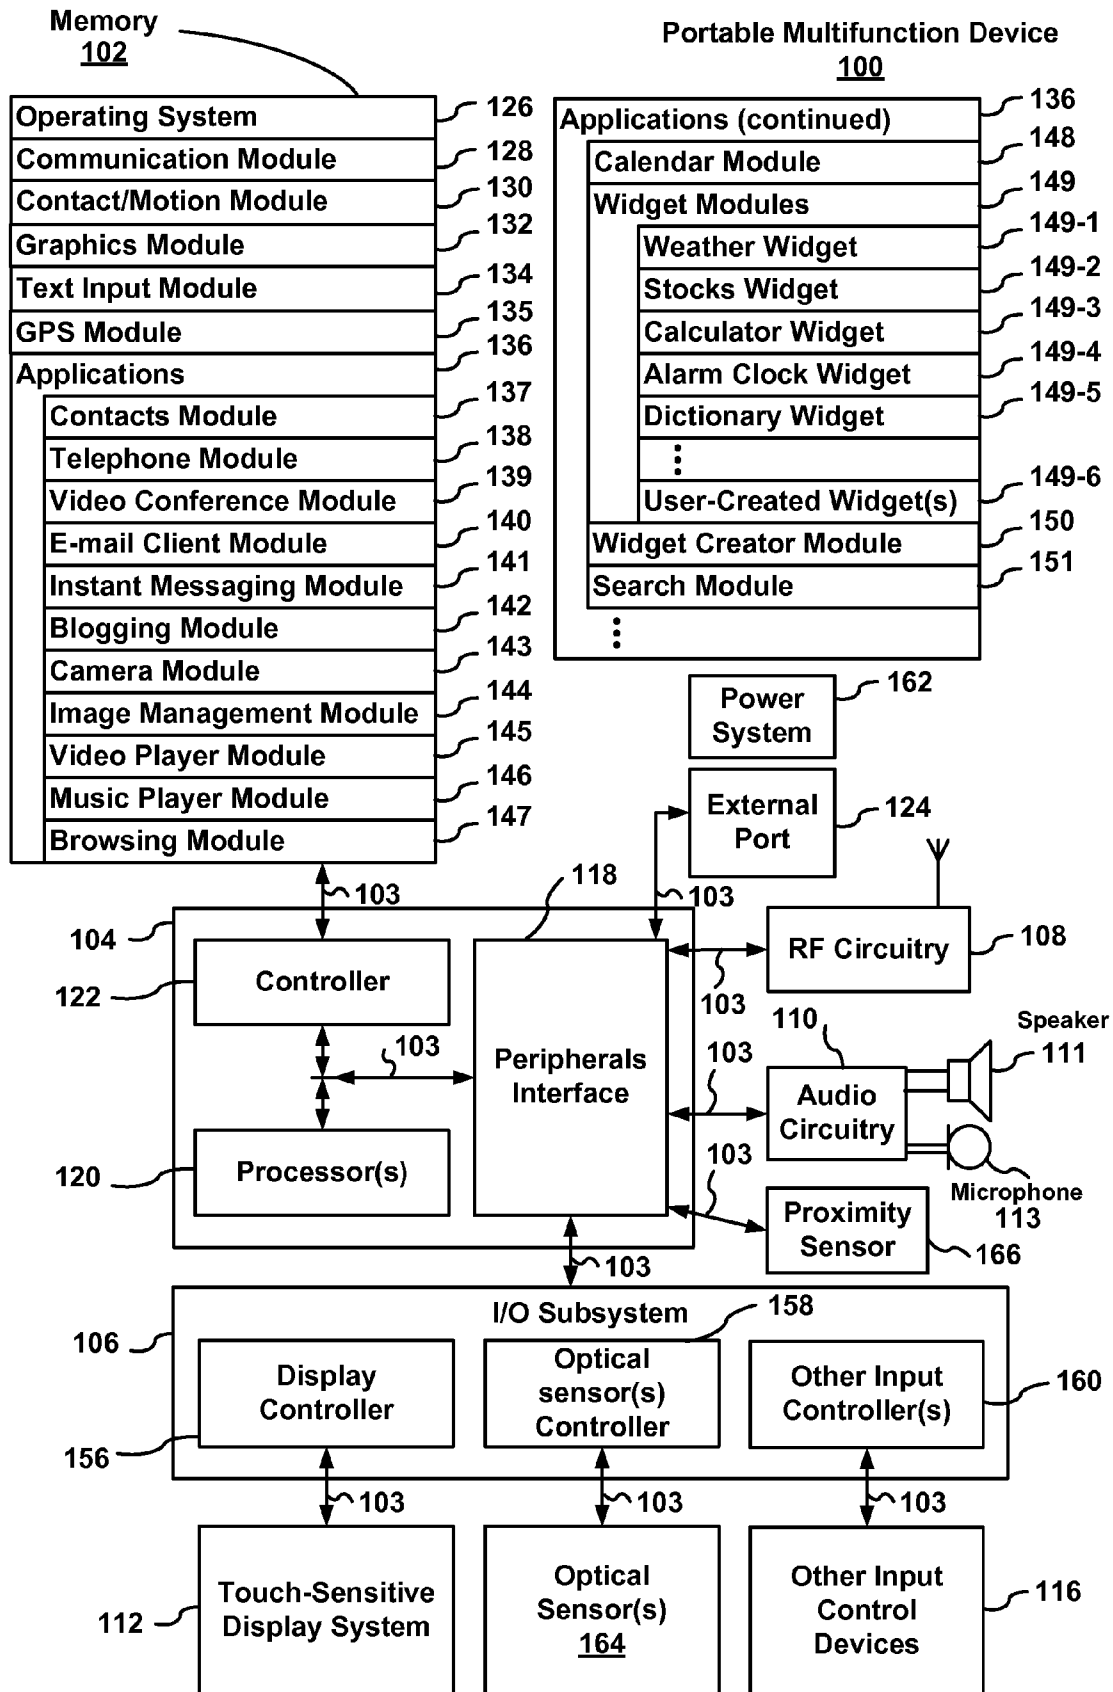 Memory
102
Portable Multifunction Device
100
Operating System
126
Communication Module
128
Contact/Motion Module
130
Graphics Module
132
Text Input Module
134
GPS Module
135
Applications
136
Contacts Module
137
Telephone Module
138
Video Conference Module
139
E-mail Client Module
140
Instant Messaging Module
141
Blogging Module
142
Camera Module
143
Image Management Module
144
Video Player Module
145
Music Player Module
146
Browsing Module
147
Applications (continued)
136
Calendar Module
148
Widget Modules
149
Weather Widget
149-1
Stocks Widget
149-2
Calculator Widget
149-3
Alarm Clock Widget
149-4
Dictionary Widget
149-5
User-Created Widget(s)
149-6
Widget Creator Module
150
Search Module
151
Power
System
162
External
Port
124
103
103
118
104
Controller
122
103
Peripherals
Interface
Processor(s)
120
RF Circuitry
108
103
110
Speaker
111
103
Audio
Circuitry
Microphone
113
103
Proximity
Sensor
166
103
I/O Subsystem
106
158
Display
Controller
156
Optical
sensor(s)
Controller
Other Input
Controller(s)
160
103
103
103
Touch-Sensitive
Display System
112
Optical
Sensor(s)
164
Other Input
Control
Devices
116